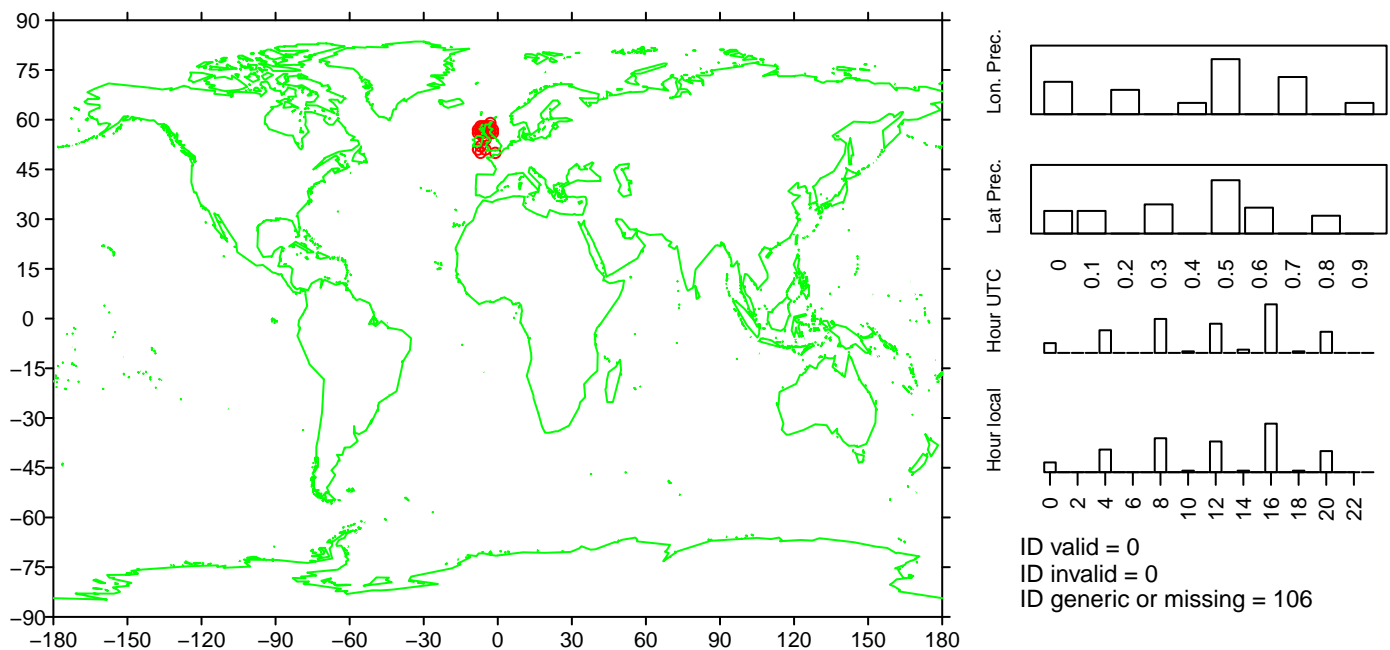 90
75
60
45
30
15
0
−15
−30
−45
−60
−75
−90
−180 −150 −120 −90 −60 −30 0 30 60 90 120 150 180
Lon. Prec.
Lat Prec.
0 0.1 0.2 0.3 0.4 0.5 0.6 0.7 0.8 0.9
Hour UTC
Hour local
0 2 4 6 8 10 12 14 16 18 20 22
ID valid = 0
ID invalid = 0
ID generic or missing = 106